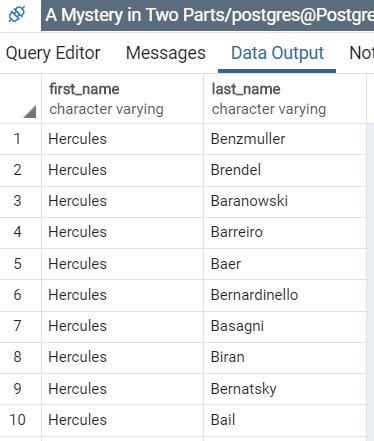 A Mystery in Two Parts/postgres@Postgre
Query Editor Messages Data Output Not
first_name last_name
character varying character varying
1 Hercules Benzmuller
2 Hercules Brendel
3 Hercules Baranowski
4 Hercules Barreiro
5 Hercules Baer
6 Hercules Bernardinello
7 Hercules Basagni
8 Hercules Biran
9 Hercules Bernatsky
10 Hercules Bail